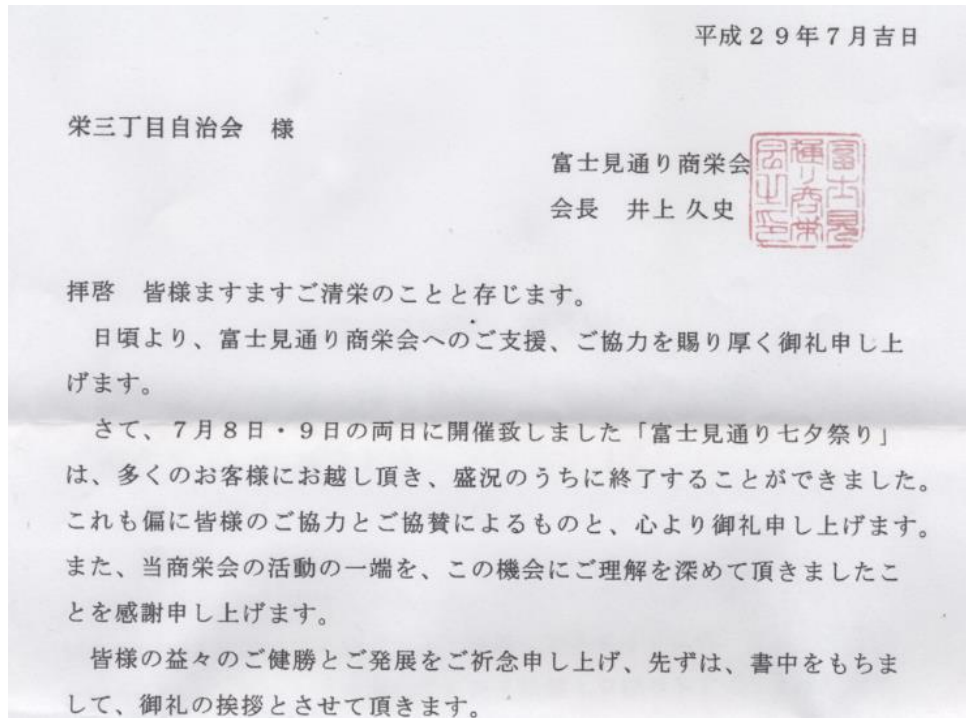 平成２９年７月吉日
栄三丁目自治会　様
富士見通り商栄会
会長　井上 久史
富士見通り商栄会之印
拝啓　皆様ますますご清栄のことと存じます。
　日頃より、富士見通り商栄会へのご支援、ご協力を賜り厚く御礼申し上
げます。
　さて、７月８日・９日の両日に開催致しました「富士見通り七夕祭り」
は、多くのお客様にお越し頂き、盛況のうちに終了することができました。
これも偏に皆様のご協力とご協賛によるものと、心より御礼申し上げます。
また、当商栄会の活動の一端を、この機会にご理解を深めて頂きましたこ
とを感謝申し上げます。
　皆様の益々のご健勝とご発展をご祈念申し上げ、先ずは、書中をもちま
して、御礼の挨拶とさせて頂きます。